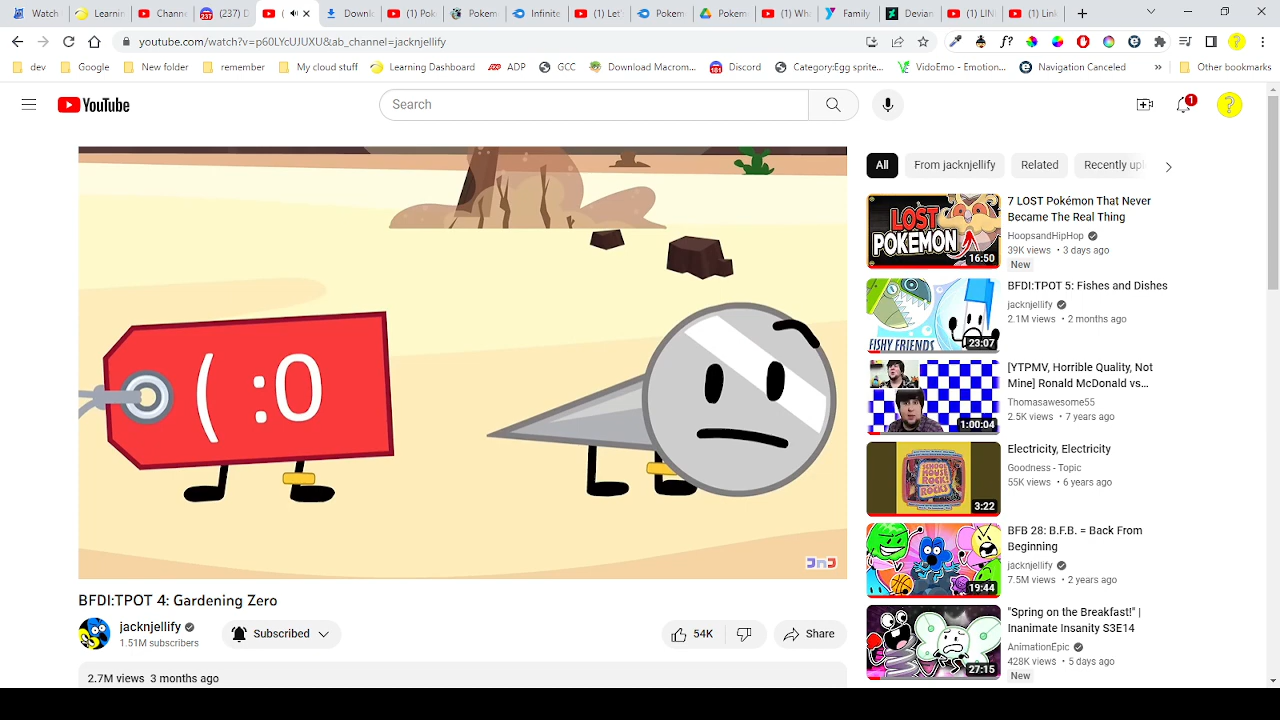 Watch
Learnin
Chann
(237) D
(
Downl
(1) Pok
Pokem
Infinite
(1) Let'
Pokem
Pokem
(1) Wh
Family
Deviar
(1) LIN
(1) Link
youtube.com/watch?v=p60LYcUJUXU&ab_channel=jacknjellify
dev
Google
New folder
remember
My cloud stuff
Learning Dashboard
ADP
GCC
Download Macrom...
Discord
Category:Egg sprite...
VidoEmo - Emotion...
Navigation Canceled
»
Other bookmarks
YouTube
Search
1
?
All
From jacknjellify
Related
Recently upl
( :0
LOST
POKEMON
16:50
7 LOST Pokémon That Never
Became The Real Thing
HoopsandHipHop
39K views • 3 days ago
New
FISHY FRIENDS
23:07
BFDI:TPOT 5: Fishes and Dishes
jacknjellify
2.1M views • 2 months ago
1:00:04
[YTPMV, Horrible Quality, Not
Mine] Ronald McDonald vs...
Thomasawesome55
2.5K views • 7 years ago
SCHOOL
HOUSE
ROCK!
ROCKS
3:22
Electricity, Electricity
Goodness - Topic
55K views • 6 years ago
19:44
BFB 28: B.F.B. = Back From
Beginning
jacknjellify
7.5M views • 2 years ago
27:15
"Spring on the Breakfast!" |
Inanimate Insanity S3E14
AnimationEpic
428K views • 5 days ago
New
BFDI:TPOT 4: Gardening Zero
jacknjellify
1.51M subscribers
Subscribed
54K
Share
2.7M views 3 months ago